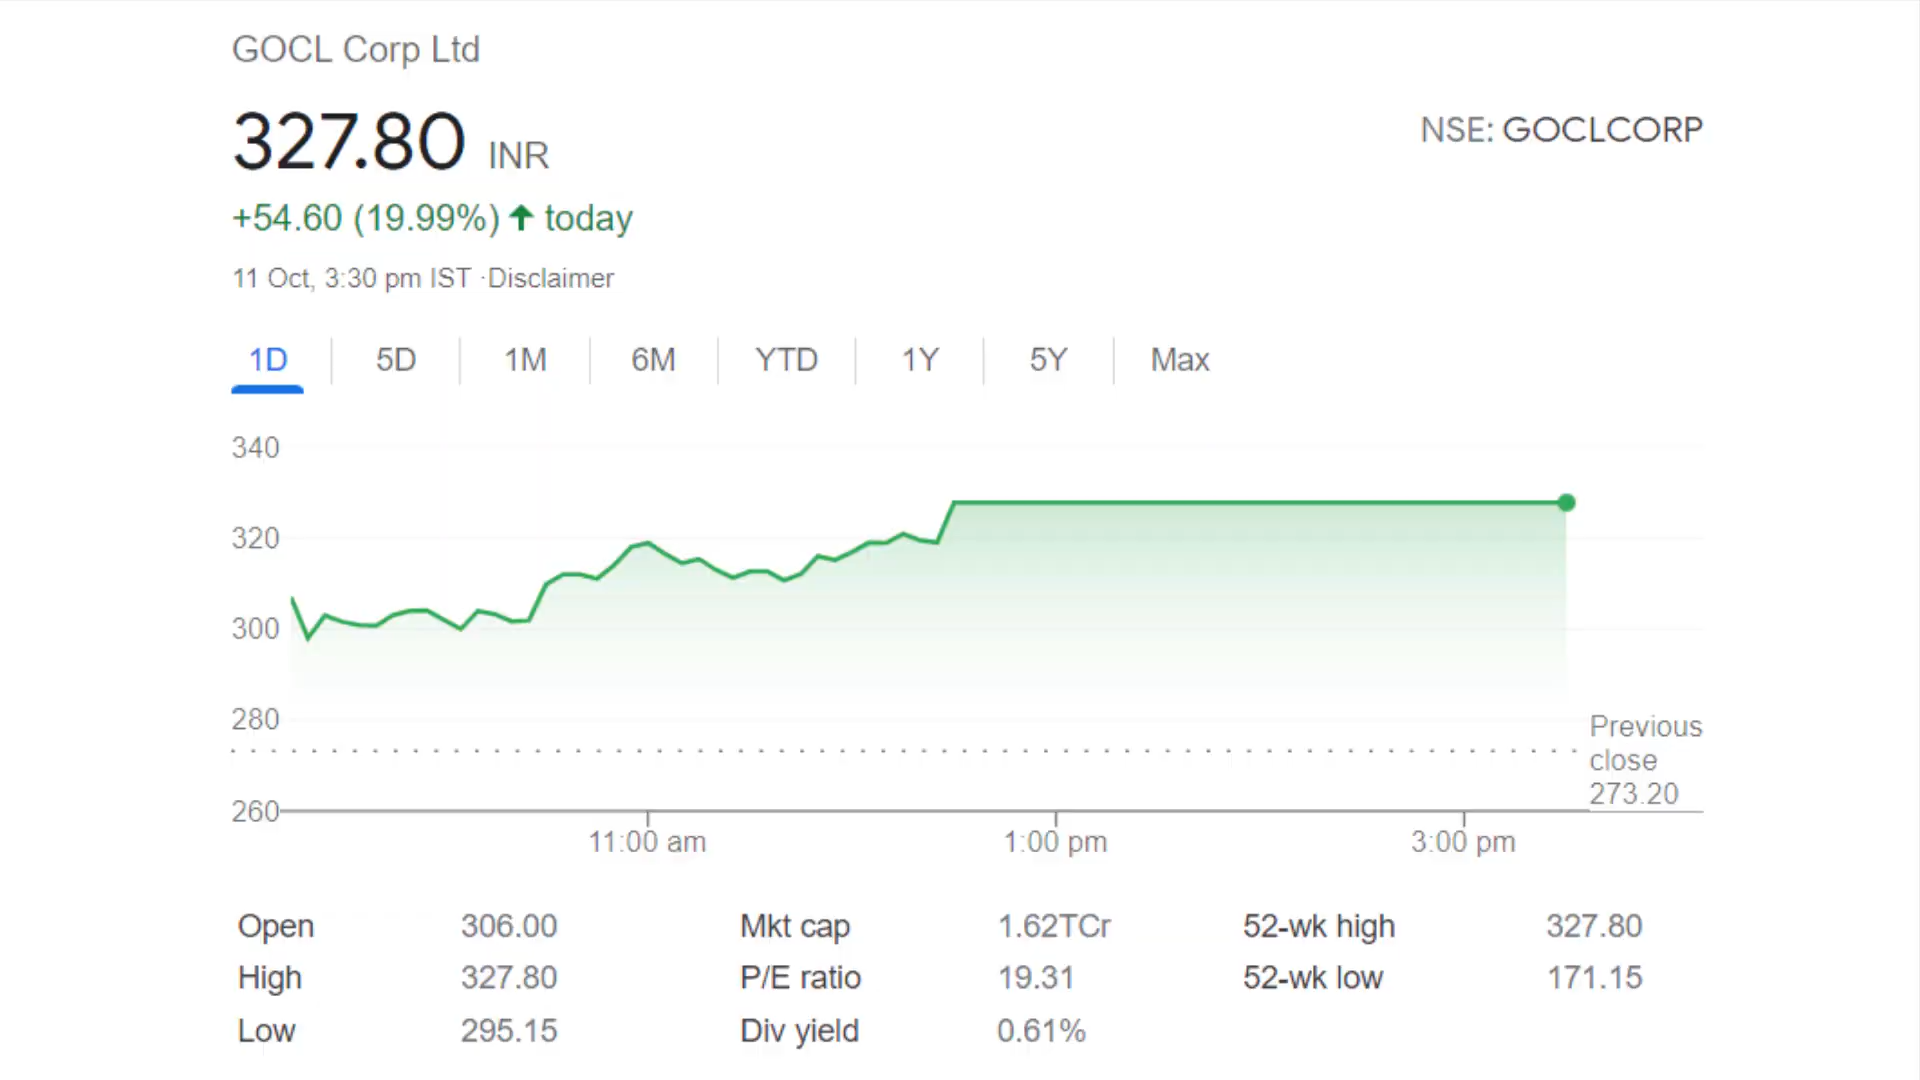 GOCL Corp Ltd
327.80 INR
NSE: GOCLCORP
+54.60 (19.99%) ↑ today
11 Oct, 3:30 pm IST ·Disclaimer
1D 5D 1M 6M YTD 1Y 5Y Max
340
320
300
280
Previous
close
273.20
260
11:00 am 1:00 pm 3:00 pm
Open 306.00 Mkt cap 1.62TCr 52-wk high 327.80
High 327.80 P/E ratio 19.31 52-wk low 171.15
Low 295.15 Div yield 0.61%